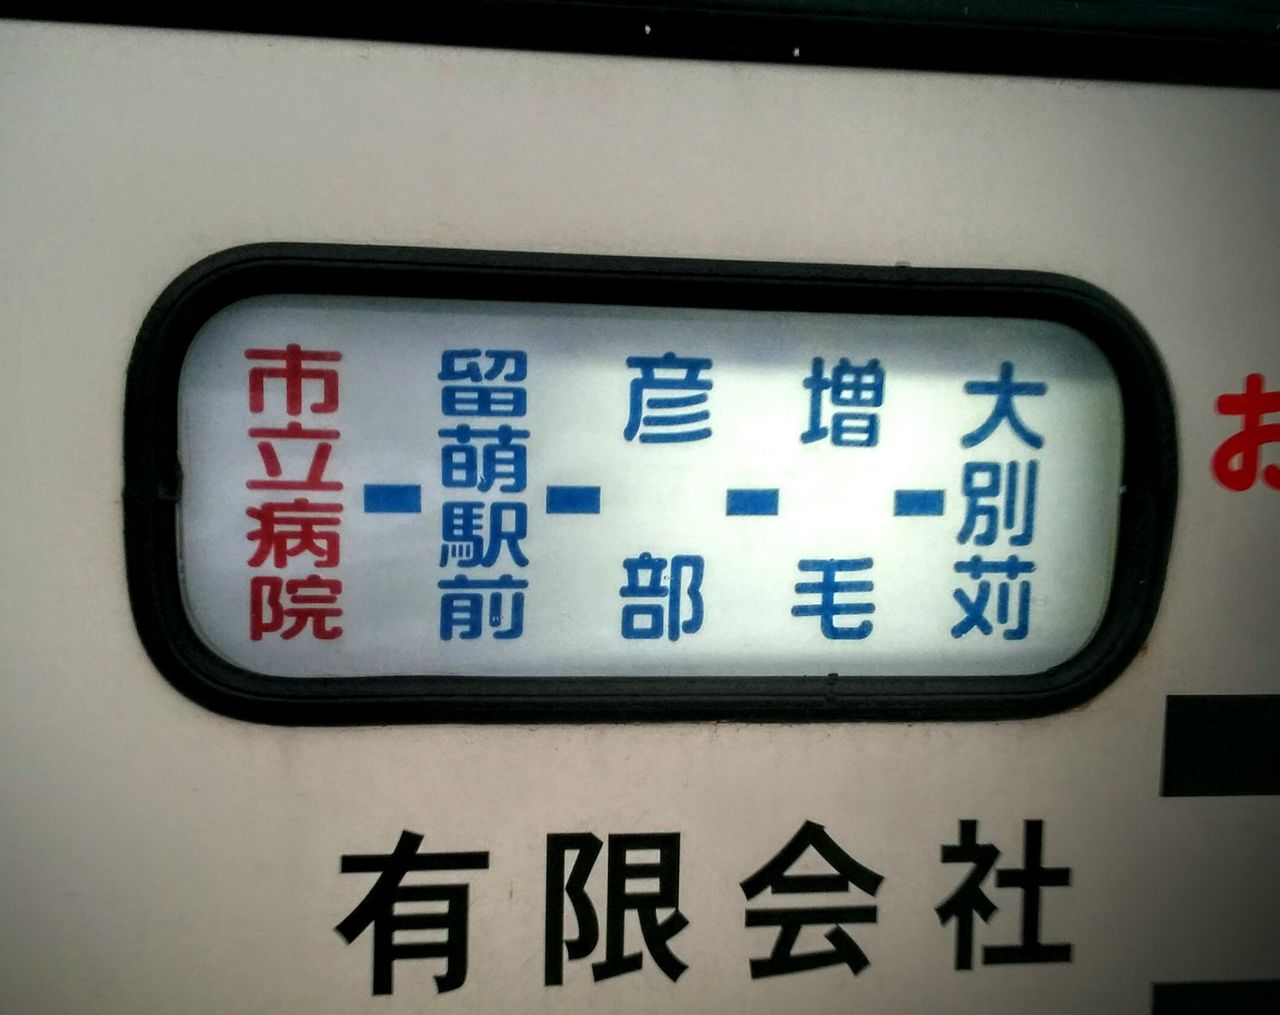 市立病院 - 留萌駅前 - 彦部 - 増毛 - 大別苅
有限会社
お